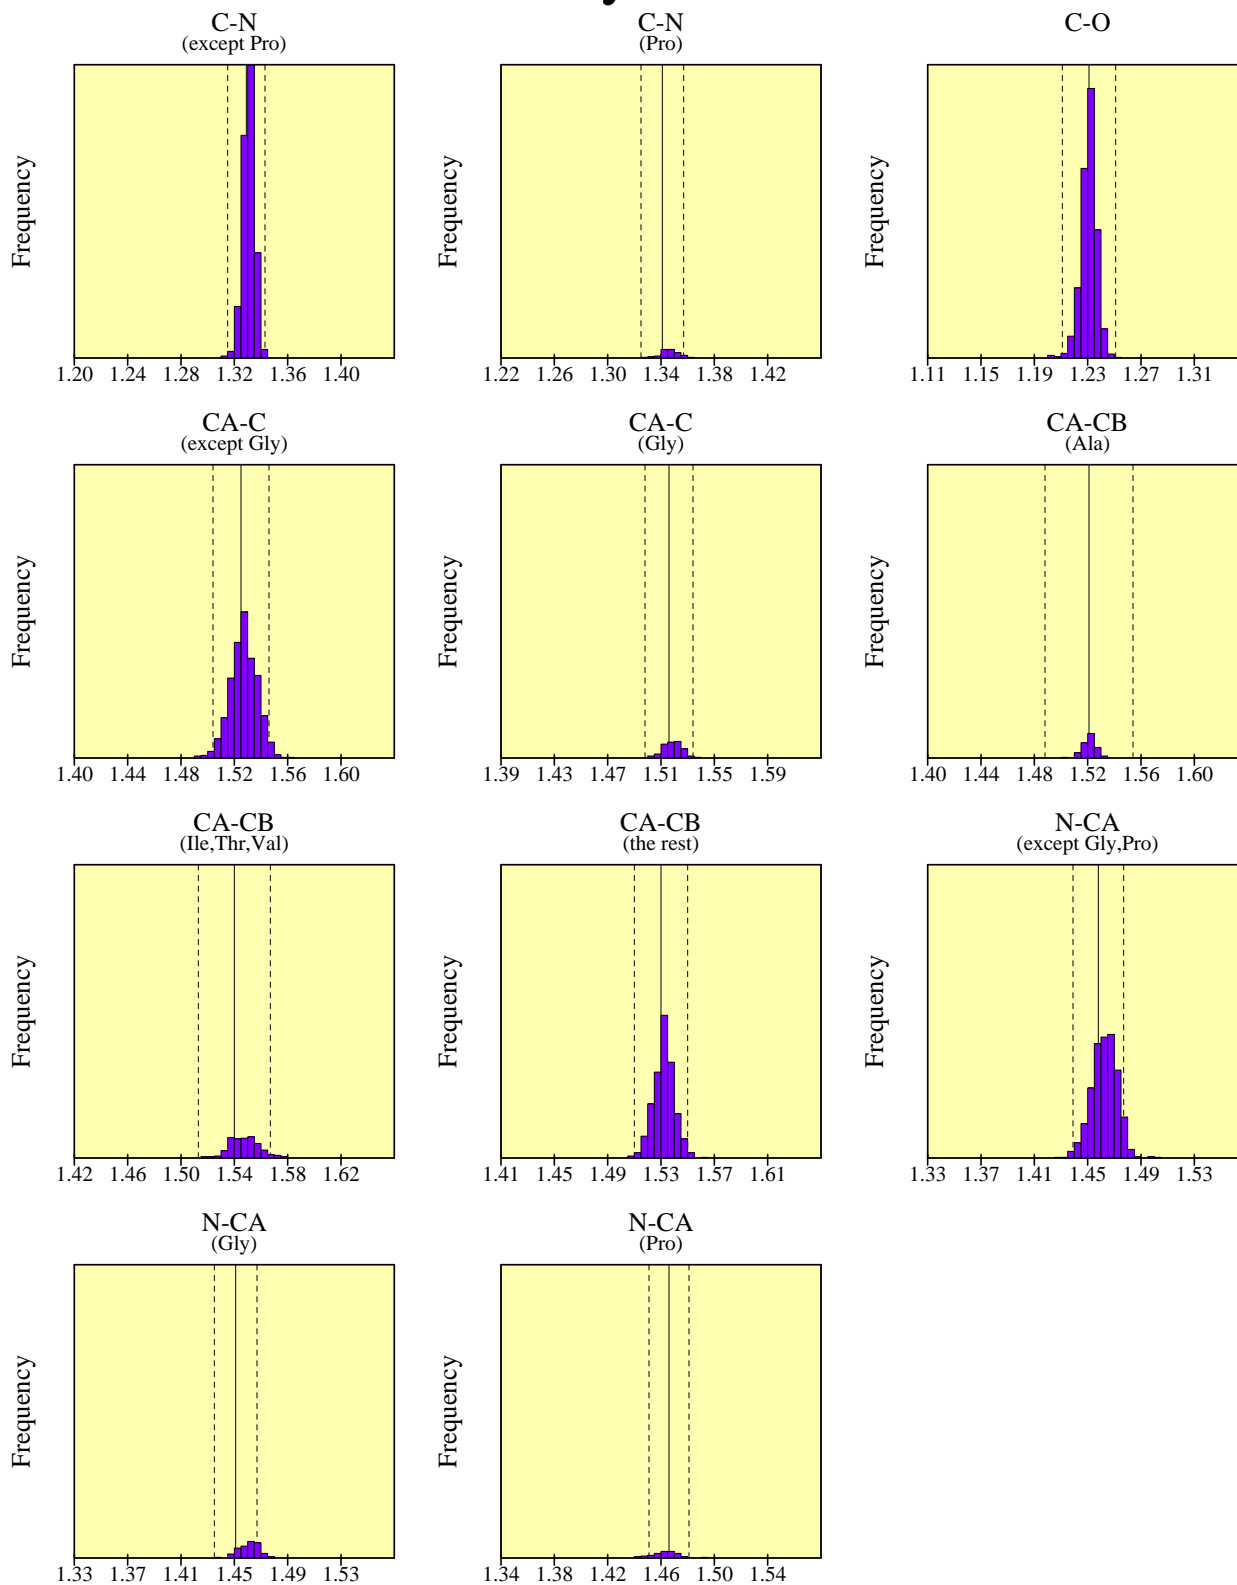 C-N
(except Pro)
C-N
(Pro)
C-O
Frequency
Frequency
Frequency
1.20 1.24 1.28 1.32 1.36 1.40
1.22 1.26 1.30 1.34 1.38 1.42
1.11 1.15 1.19 1.23 1.27 1.31
CA-C
(except Gly)
CA-C
(Gly)
CA-CB
(Ala)
Frequency
Frequency
Frequency
1.40 1.44 1.48 1.52 1.56 1.60
1.39 1.43 1.47 1.51 1.55 1.59
1.40 1.44 1.48 1.52 1.56 1.60
CA-CB
(Ile,Thr,Val)
CA-CB
(the rest)
N-CA
(except Gly,Pro)
Frequency
Frequency
Frequency
1.42 1.46 1.50 1.54 1.58 1.62
1.41 1.45 1.49 1.53 1.57 1.61
1.33 1.37 1.41 1.45 1.49 1.53
N-CA
(Gly)
N-CA
(Pro)
Frequency
Frequency
1.33 1.37 1.41 1.45 1.49 1.53
1.34 1.38 1.42 1.46 1.50 1.54